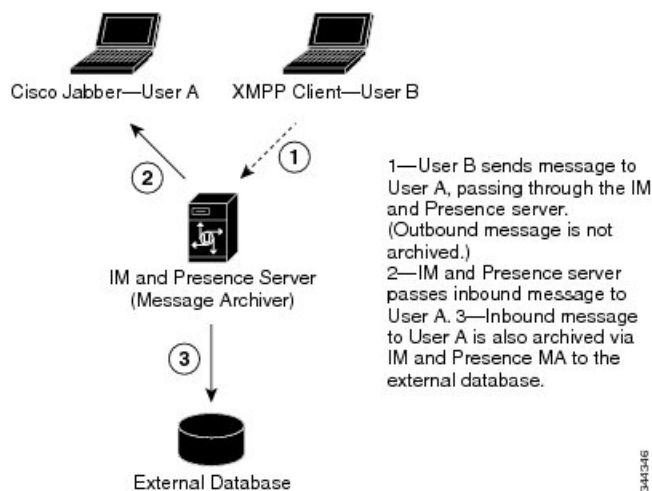 Cisco Jabber—User A
XMPP Client—User B
1
2
1—User B sends message to
User A, passing through the IM
and Presence server.
(Outbound message is not
archived.)
2—IM and Presence server
passes inbound message to
User A. 3—Inbound message
to User A is also archived via
IM and Presence MA to the
external database.
IM and Presence Server
(Message Archiver)
3
External Database
344346